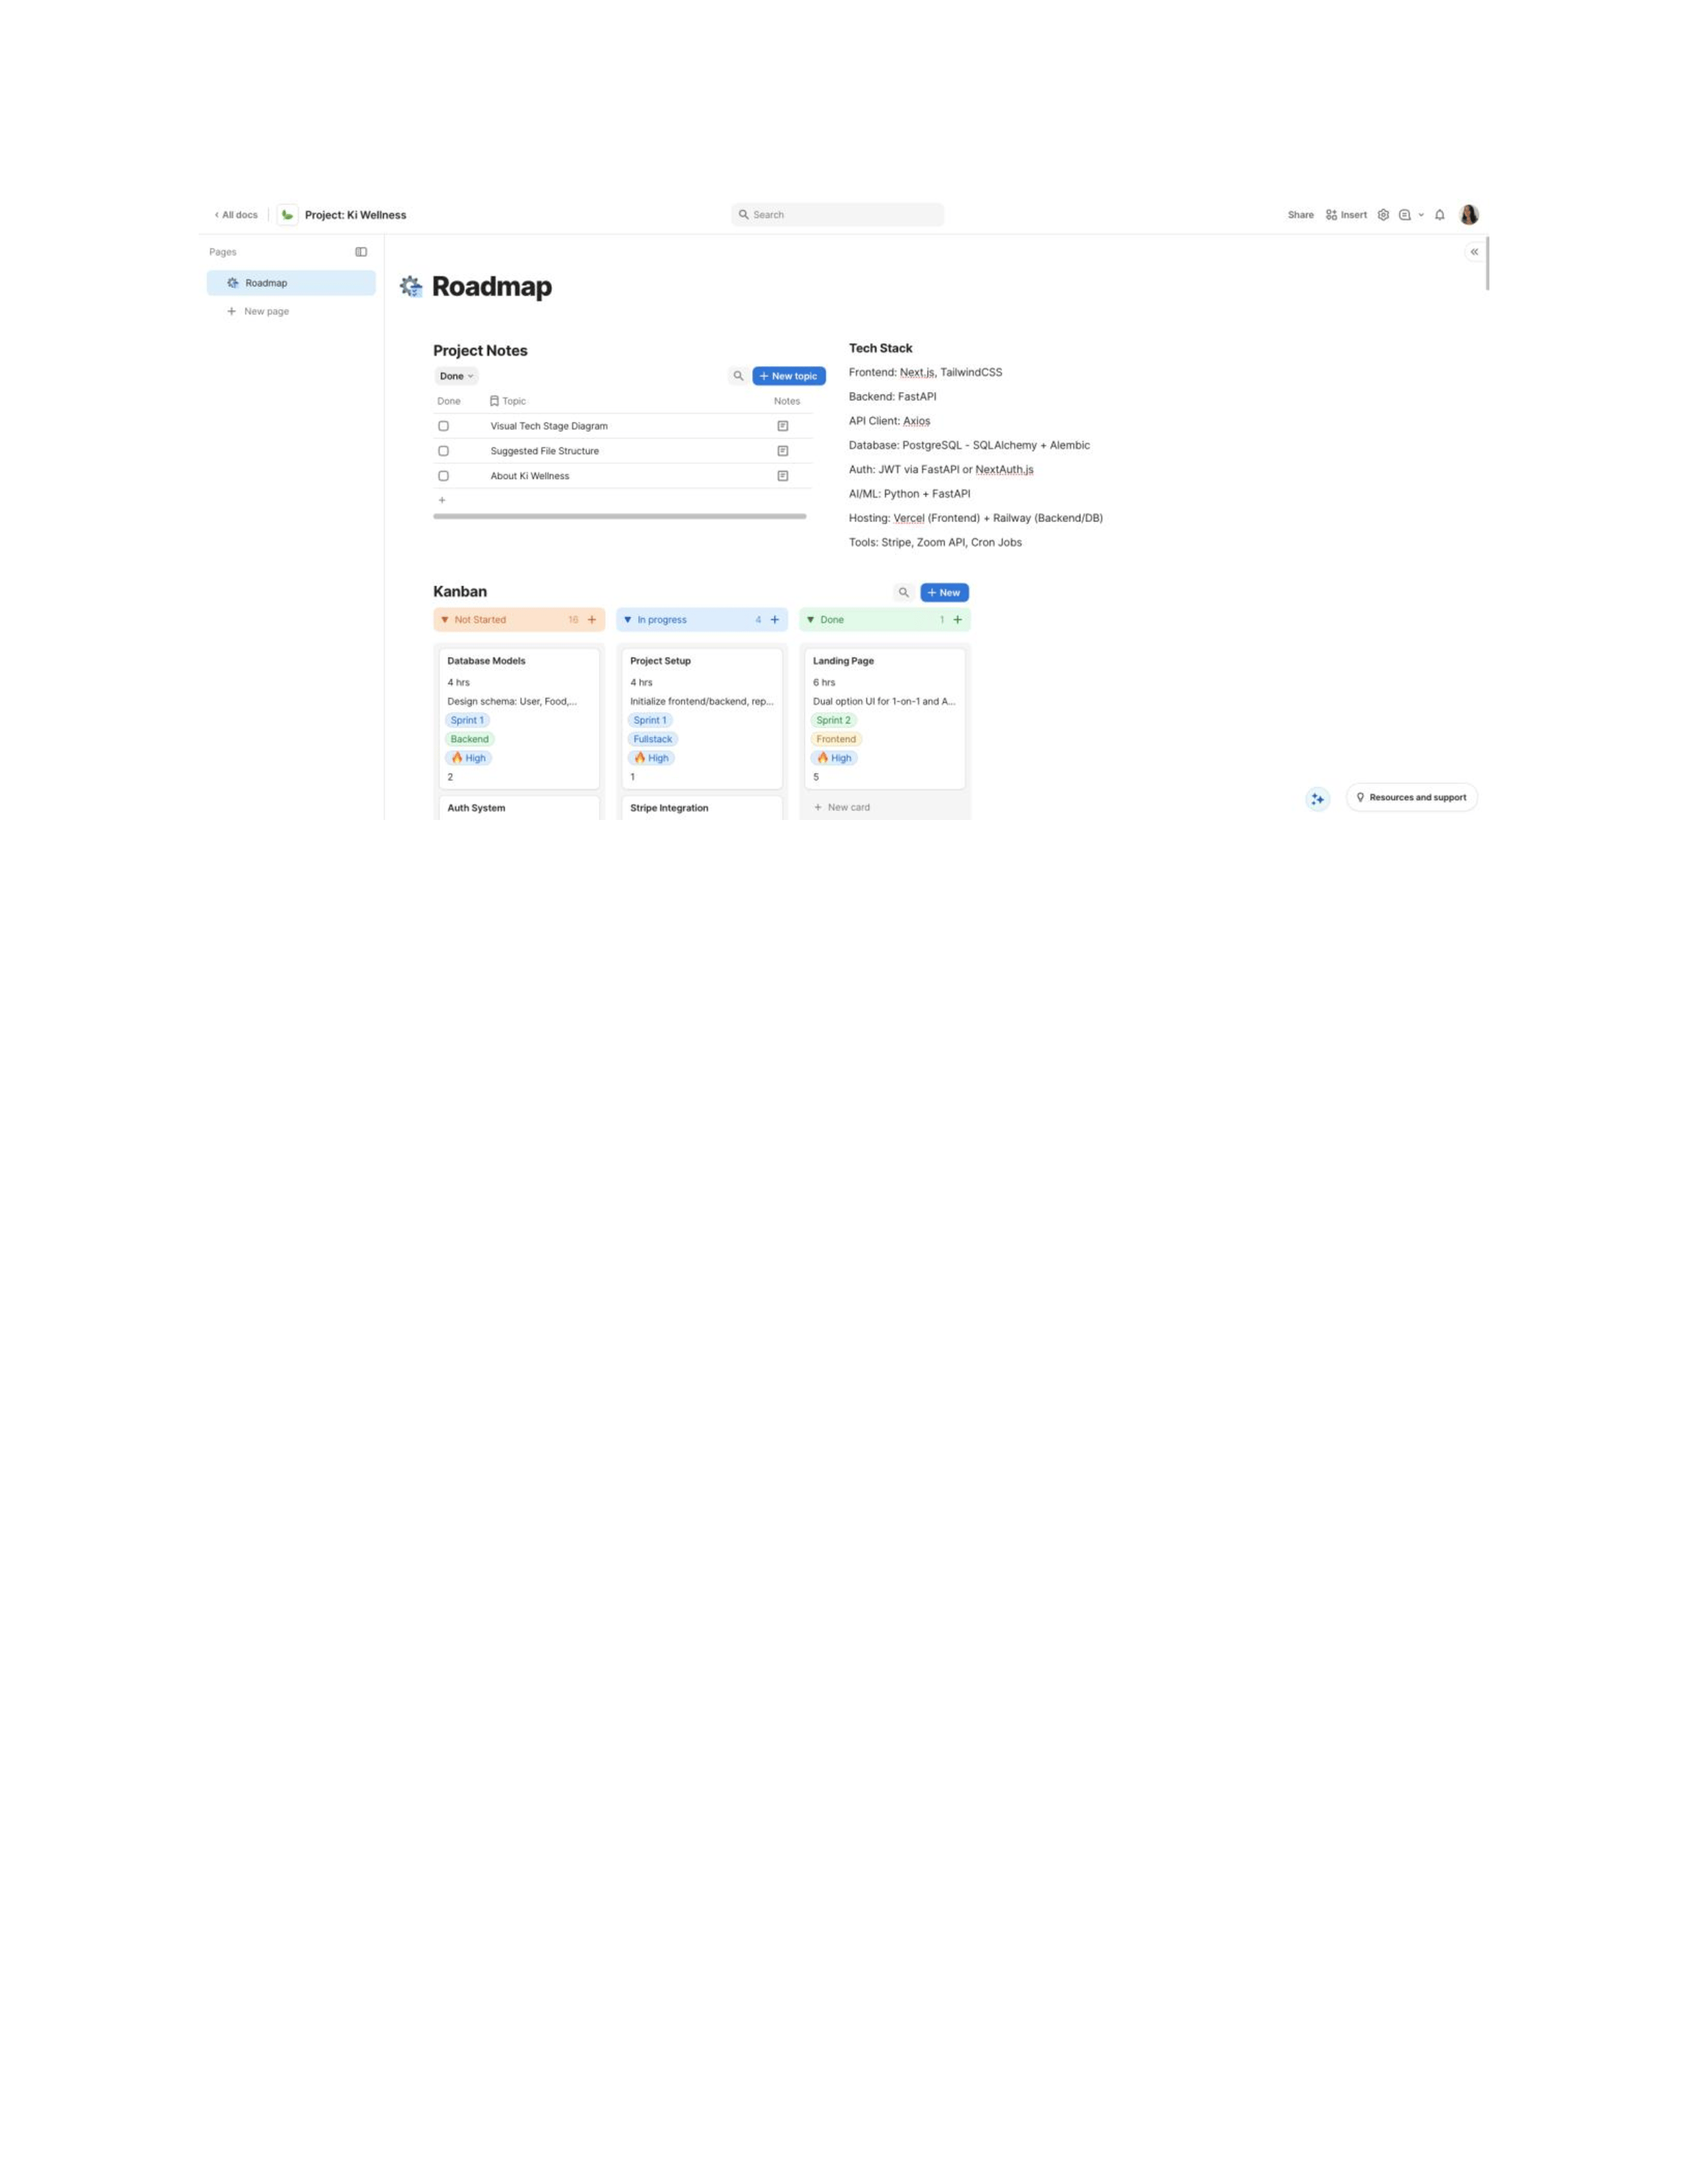 ‹ All docs
Project: Ki Wellness
Search
Share
Insert
Pages
Roadmap
+ New page
Roadmap
Project Notes
Done
+ New topic
Done Topic Notes
Visual Tech Stage Diagram
Suggested File Structure
About Ki Wellness
+
Tech Stack
Frontend: Next.js, TailwindCSS
Backend: FastAPI
API Client: Axios
Database: PostgreSQL - SQLAlchemy + Alembic
Auth: JWT via FastAPI or NextAuth.js
AI/ML: Python + FastAPI
Hosting: Vercel (Frontend) + Railway (Backend/DB)
Tools: Stripe, Zoom API, Cron Jobs
Kanban
+ New
Not Started 16 +
Database Models
4 hrs
Design schema: User, Food,...
Sprint 1
Backend
🔥 High
2
Auth System
In progress 4 +
Project Setup
4 hrs
Initialize frontend/backend, rep...
Sprint 1
Fullstack
🔥 High
1
Stripe Integration
Done 1 +
Landing Page
6 hrs
Dual option UI for 1-on-1 and A...
Sprint 2
Frontend
🔥 High
5
+ New card
Resources and support